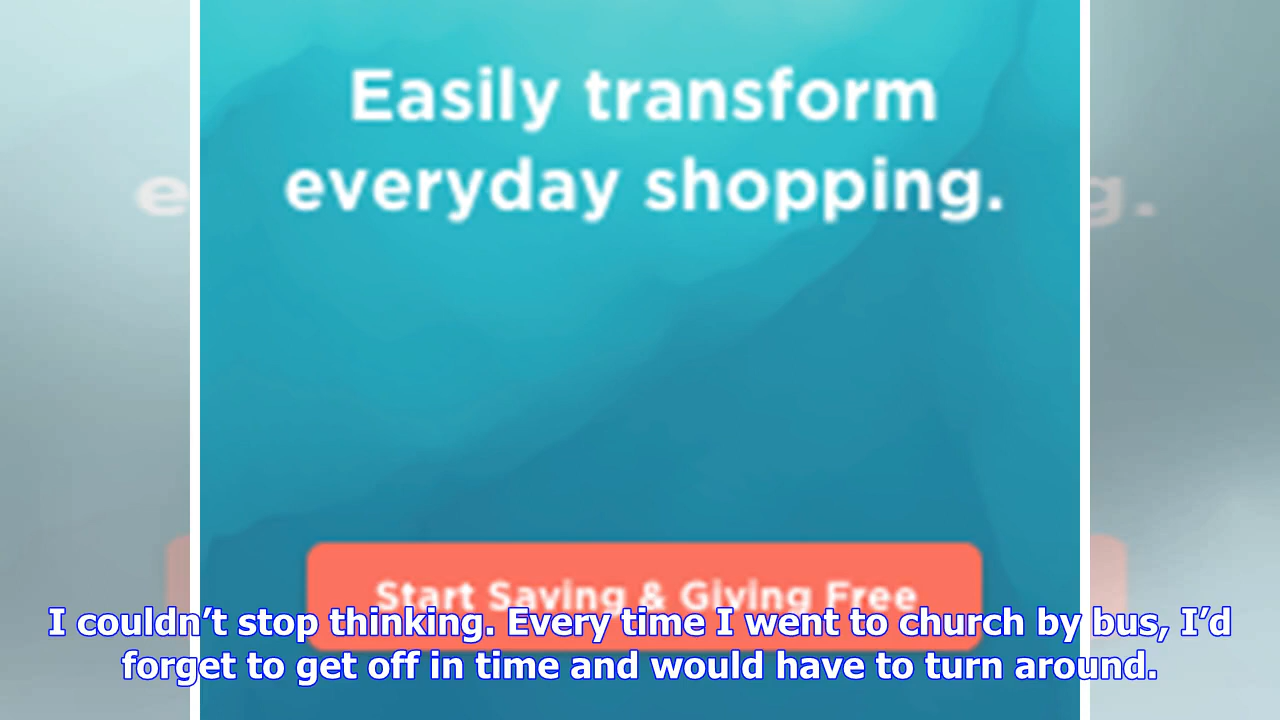 Easily transform
everyday shopping.
Start Saving & Giving Free
I couldn’t stop thinking. Every time I went to church by bus, I’d
forget to get off in time and would have to turn around.